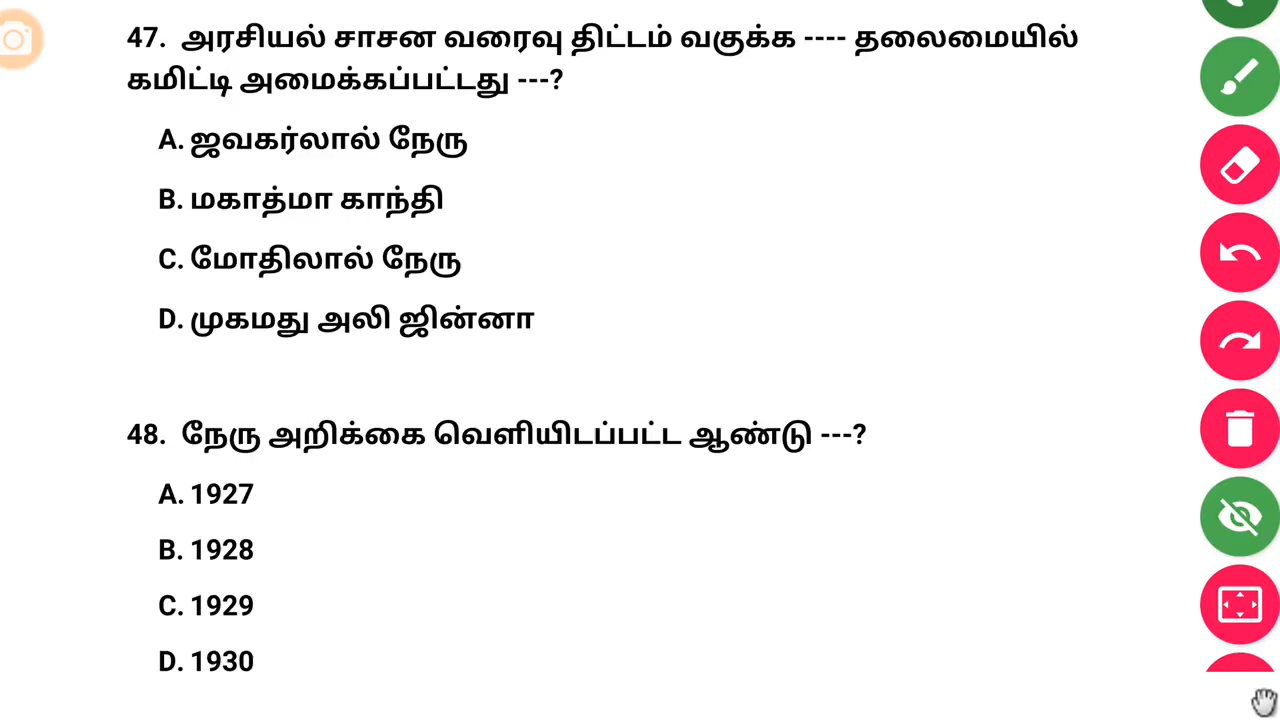 47. அரசியல் சாசன வரைவு திட்டம் வகுக்க ---- தலைமையில்
கமிட்டி அமைக்கப்பட்டது ---?
A. ஜவகர்லால் நேரு
B. மகாத்மா காந்தி
C. மோதிலால் நேரு
D. முகமது அலி ஜின்னா
48. நேரு அறிக்கை வெளியிடப்பட்ட ஆண்டு ---?
A. 1927
B. 1928
C. 1929
D. 1930